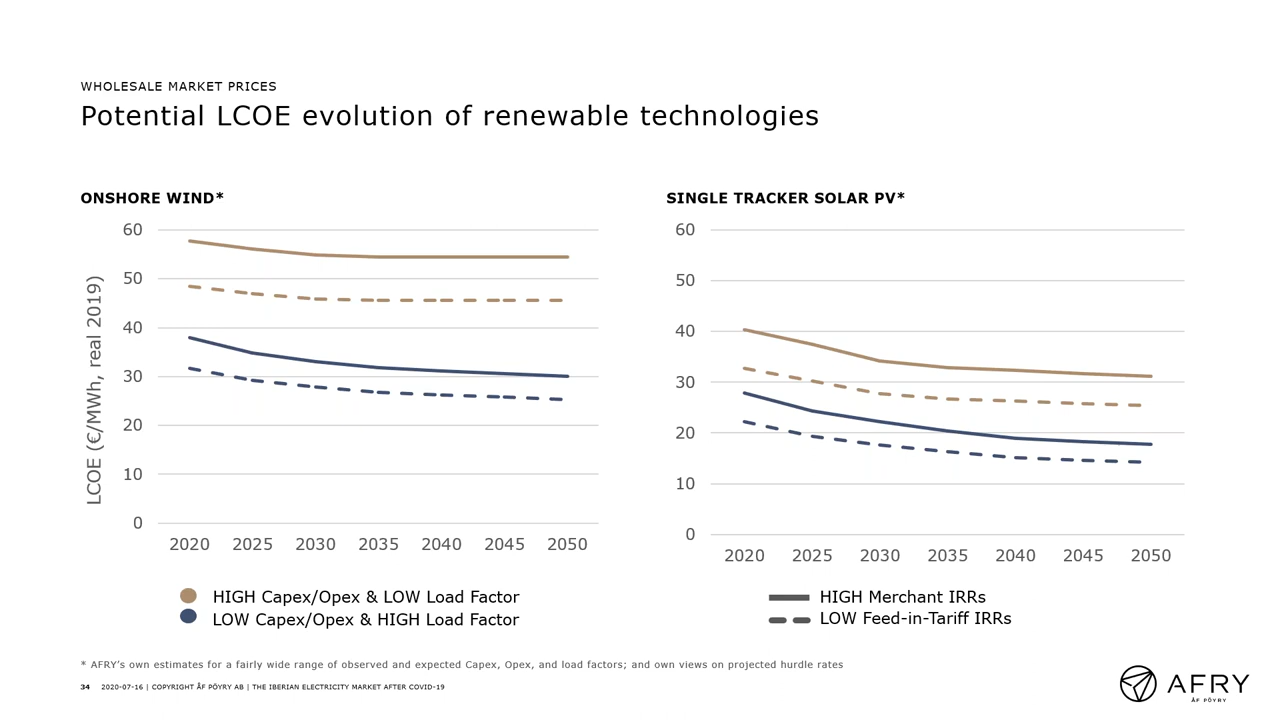 WHOLESALE MARKET PRICES
Potential LCOE evolution of renewable technologies
ONSHORE WIND*
LCOE (€/MWh, real 2019)
60
50
40
30
20
10
0
2020 2025 2030 2035 2040 2045 2050
HIGH Capex/Opex & LOW Load Factor
LOW Capex/Opex & HIGH Load Factor
SINGLE TRACKER SOLAR PV*
60
50
40
30
20
10
0
2020 2025 2030 2035 2040 2045 2050
HIGH Merchant IRRs
LOW Feed-in-Tariff IRRs
* AFRY's own estimates for a fairly wide range of observed and expected Capex, Opex, and load factors; and own views on projected hurdle rates
34 2020-07-16 | COPYRIGHT ÅF PÖYRY AB | THE IBERIAN ELECTRICITY MARKET AFTER COVID-19
AFRY
ÅF PÖYRY